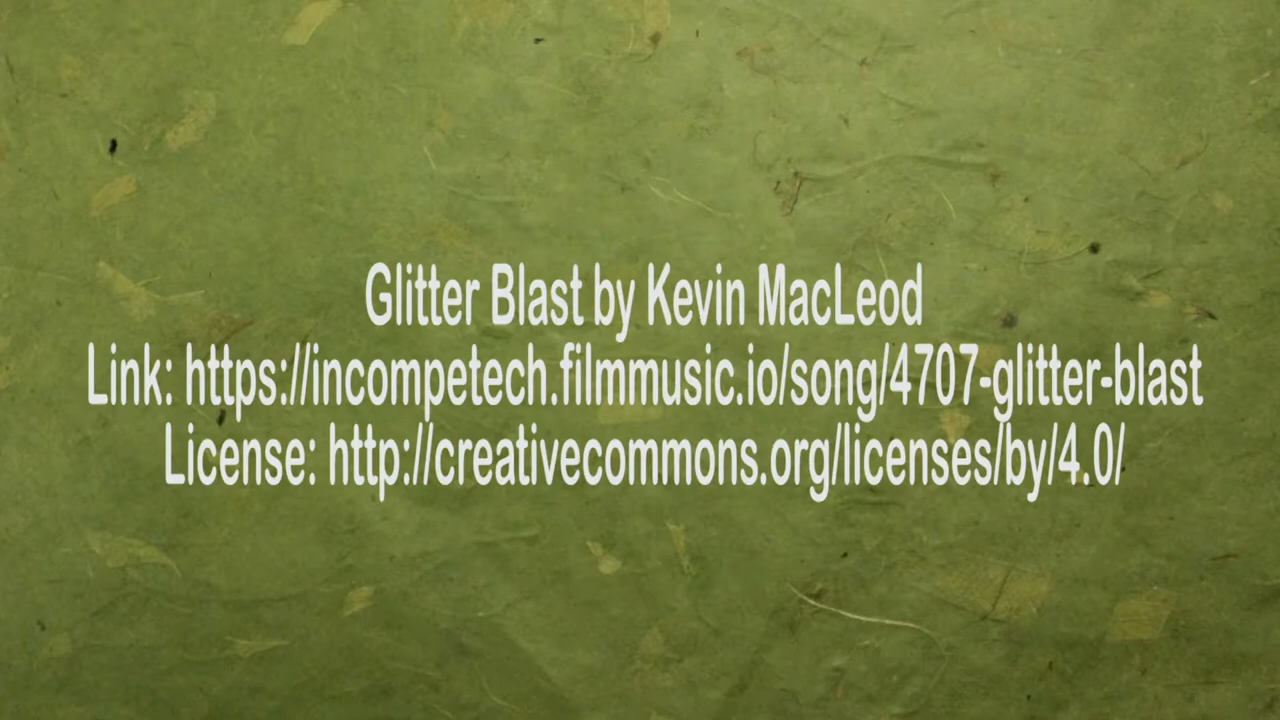 Glitter Blast by Kevin MacLeod
Link: https://incompetech.filmmusic.io/song/4707-glitter-blast
License: http://creativecommons.org/licenses/by/4.0/